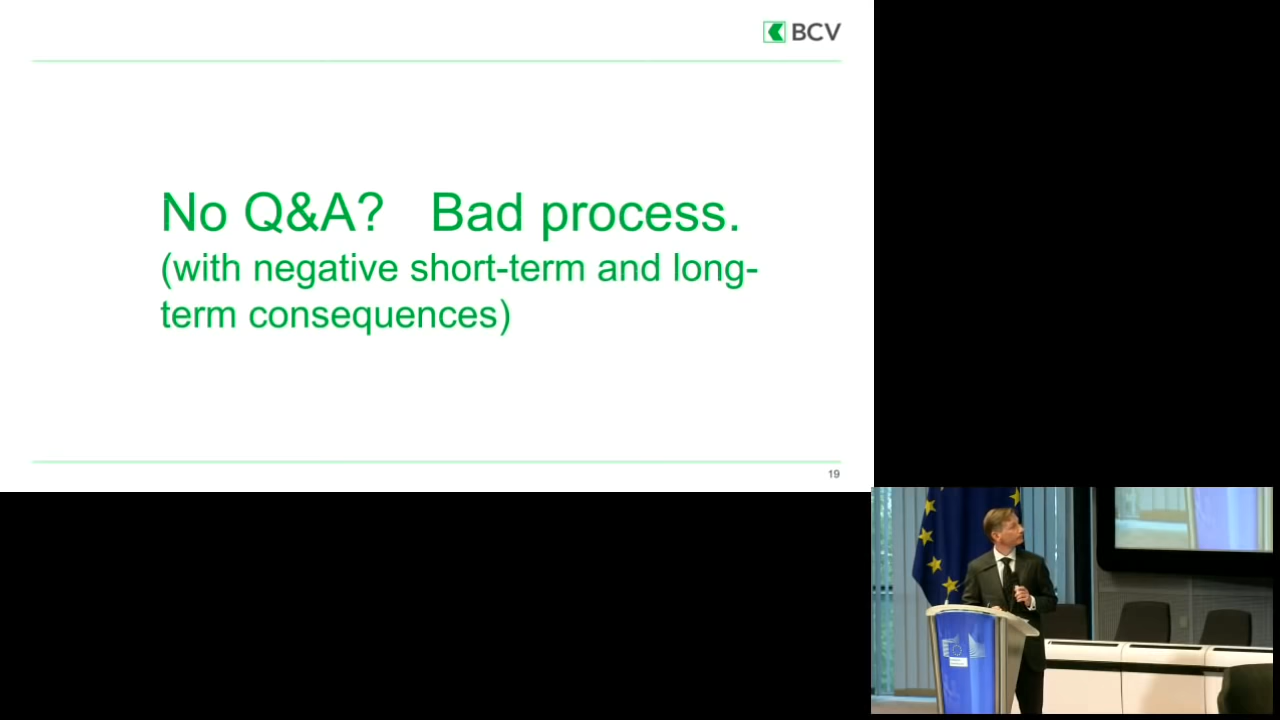 BCV
No Q&A? Bad process.
(with negative short-term and long-
term consequences)
19